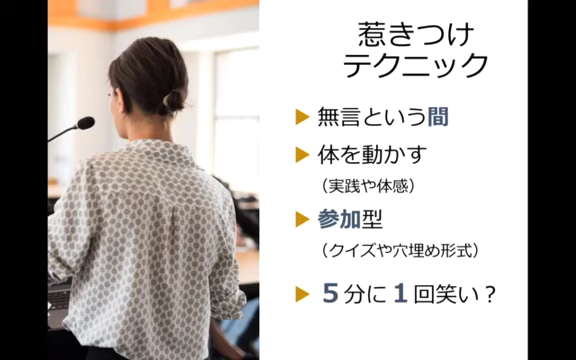 惹きつけ
テクニック
無言という間
体を動かす
（実践や体感）
参加型
（クイズや穴埋め形式）
５分に１回笑い？